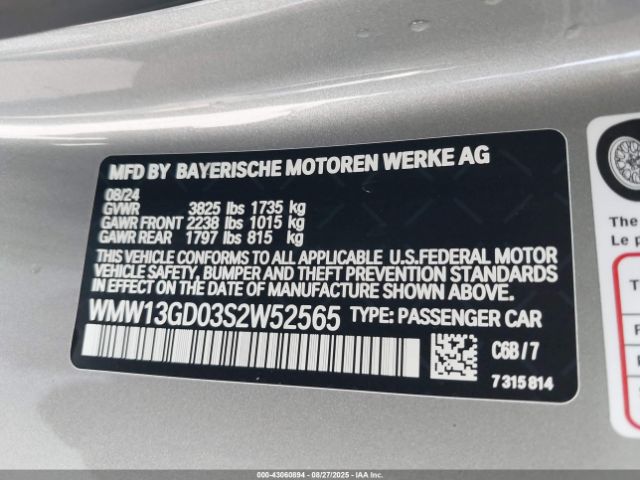 MFD BY BAYERISCHE MOTOREN WERKE AG
08/24
GVWR 3825 lbs 1735 kg
GAWR FRONT 2238 lbs 1015 kg
GAWR REAR 1797 lbs 815 kg
THIS VEHICLE CONFORMS TO ALL APPLICABLE U.S.FEDERAL MOTOR
VEHICLE SAFETY, BUMPER AND THEFT PREVENTION STANDARDS
IN EFFECT ON THE DATE OF MANUFACTURE SHOWN ABOVE.
WMW13GD03S2W52565 TYPE: PASSENGER CAR
C6B / 7
7 315 814
The
Le p
000-43060894 | 08/27/2025 | COPYRIGHT IAA, LLC.